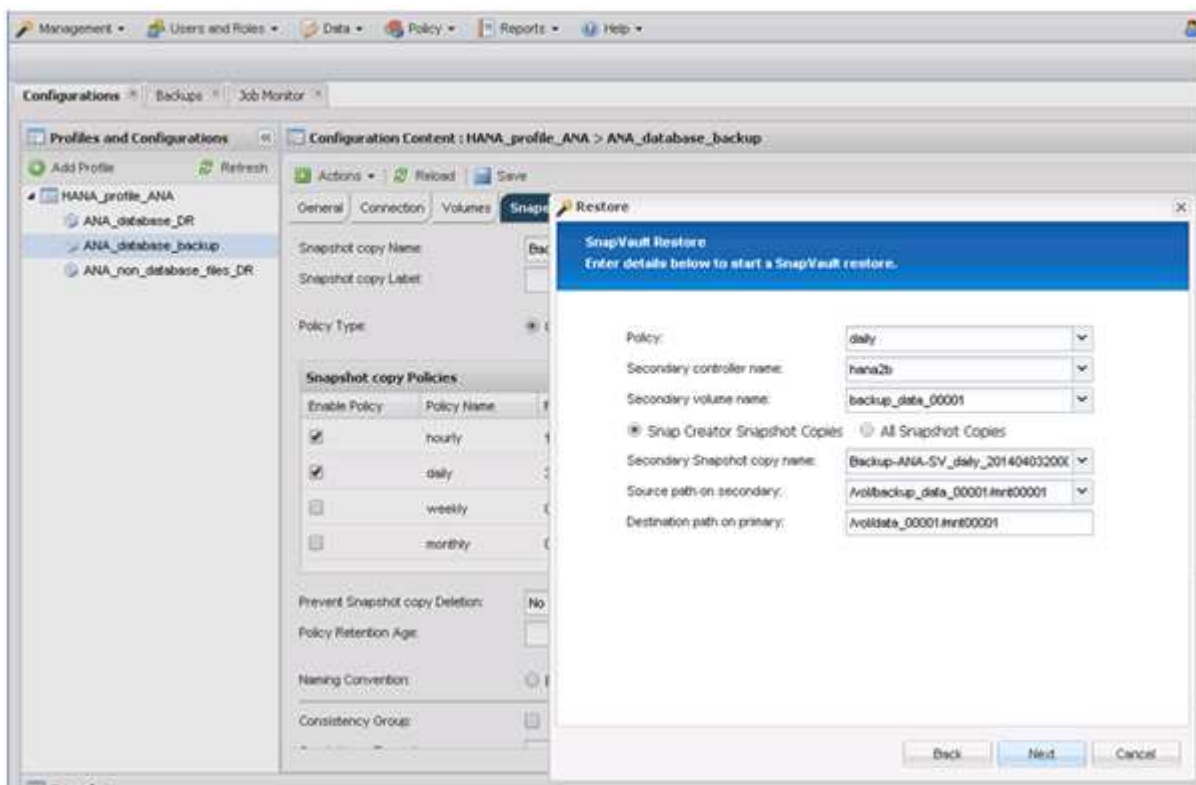 Management Users and Roles Data Policy Reports Help
Configurations Backups Job Monitor
Profiles and Configurations
Add Profile Refresh
HANA_profile_ANA
ANA_database_DR
ANA_database_backup
ANA_non_database_files_DR
Configuration Content : HANA_profile_ANA > ANA_database_backup
Actions Reload Save
General Connection Volumes Snaps
Snapshot copy Name: Bac
Snapshot copy Label:
Policy Type:
Snapshot copy Policies
Enable Policy Policy Name
hourly
daily
weekly
monthly
Prevent Snapshot copy Deletion: No
Policy Retention Age:
Naming Convention:
Consistency Group:
Restore
SnapVault Restore
Enter details below to start a SnapVault restore.
Policy: daily
Secondary controller name: hana2b
Secondary volume name: backup_data_00001
Snap Creator Snapshot Copies All Snapshot Copies
Secondary Snapshot copy name: Backup-ANA-SV_daily_2014040320
Source path on secondary: /vol/backup_data_00001/mnt00001
Destination path on primary: /vol/data_00001/mnt00001
Back Next Cancel